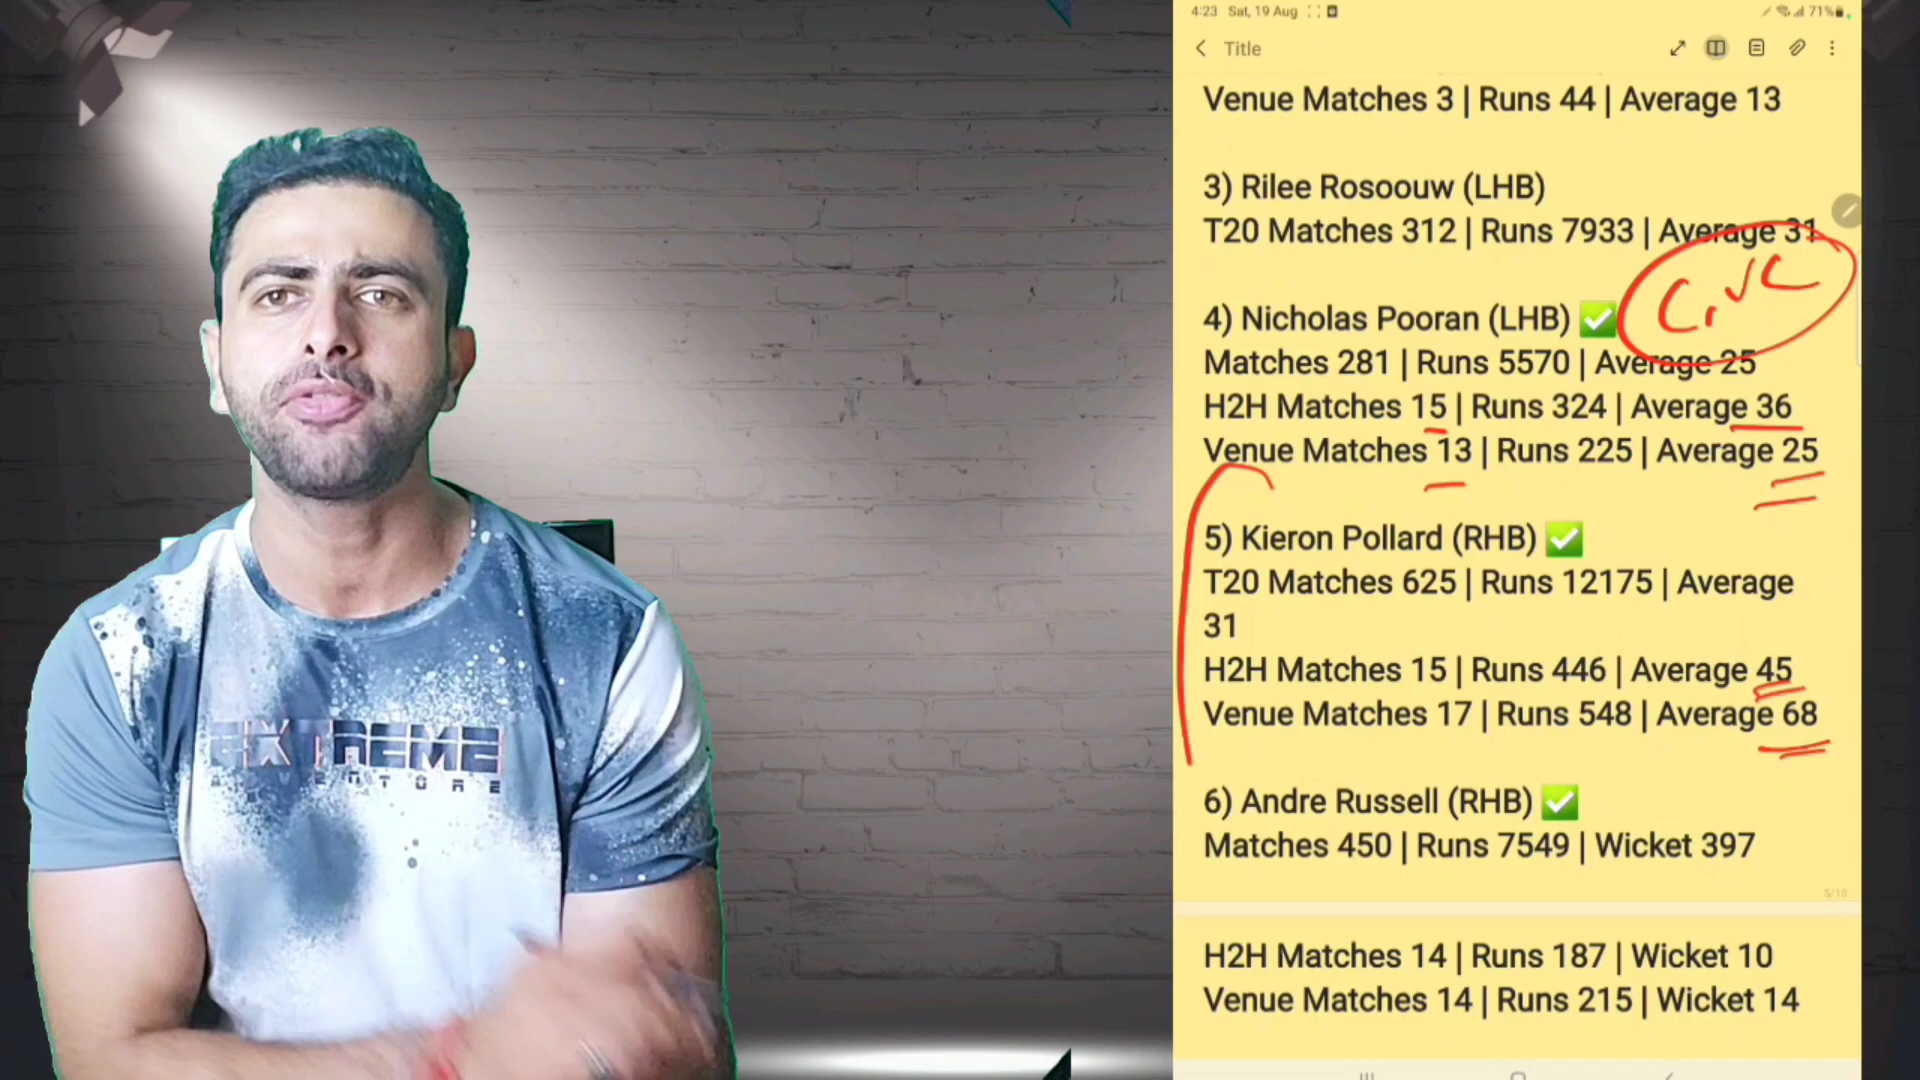 4:23 Sat, 19 Aug
71%
Title
Venue Matches 3 | Runs 44 | Average 13
3) Rilee Rosoouw (LHB)
T20 Matches 312 | Runs 7933 | Average 31
C, VC
4) Nicholas Pooran (LHB) ✅
Matches 281 | Runs 5570 | Average 25
H2H Matches 15 | Runs 324 | Average 36
Venue Matches 13 | Runs 225 | Average 25
5) Kieron Pollard (RHB) ✅
T20 Matches 625 | Runs 12175 | Average
31
H2H Matches 15 | Runs 446 | Average 45
Venue Matches 17 | Runs 548 | Average 68
6) Andre Russell (RHB) ✅
Matches 450 | Runs 7549 | Wicket 397
5/10
H2H Matches 14 | Runs 187 | Wicket 10
Venue Matches 14 | Runs 215 | Wicket 14
EXTREME